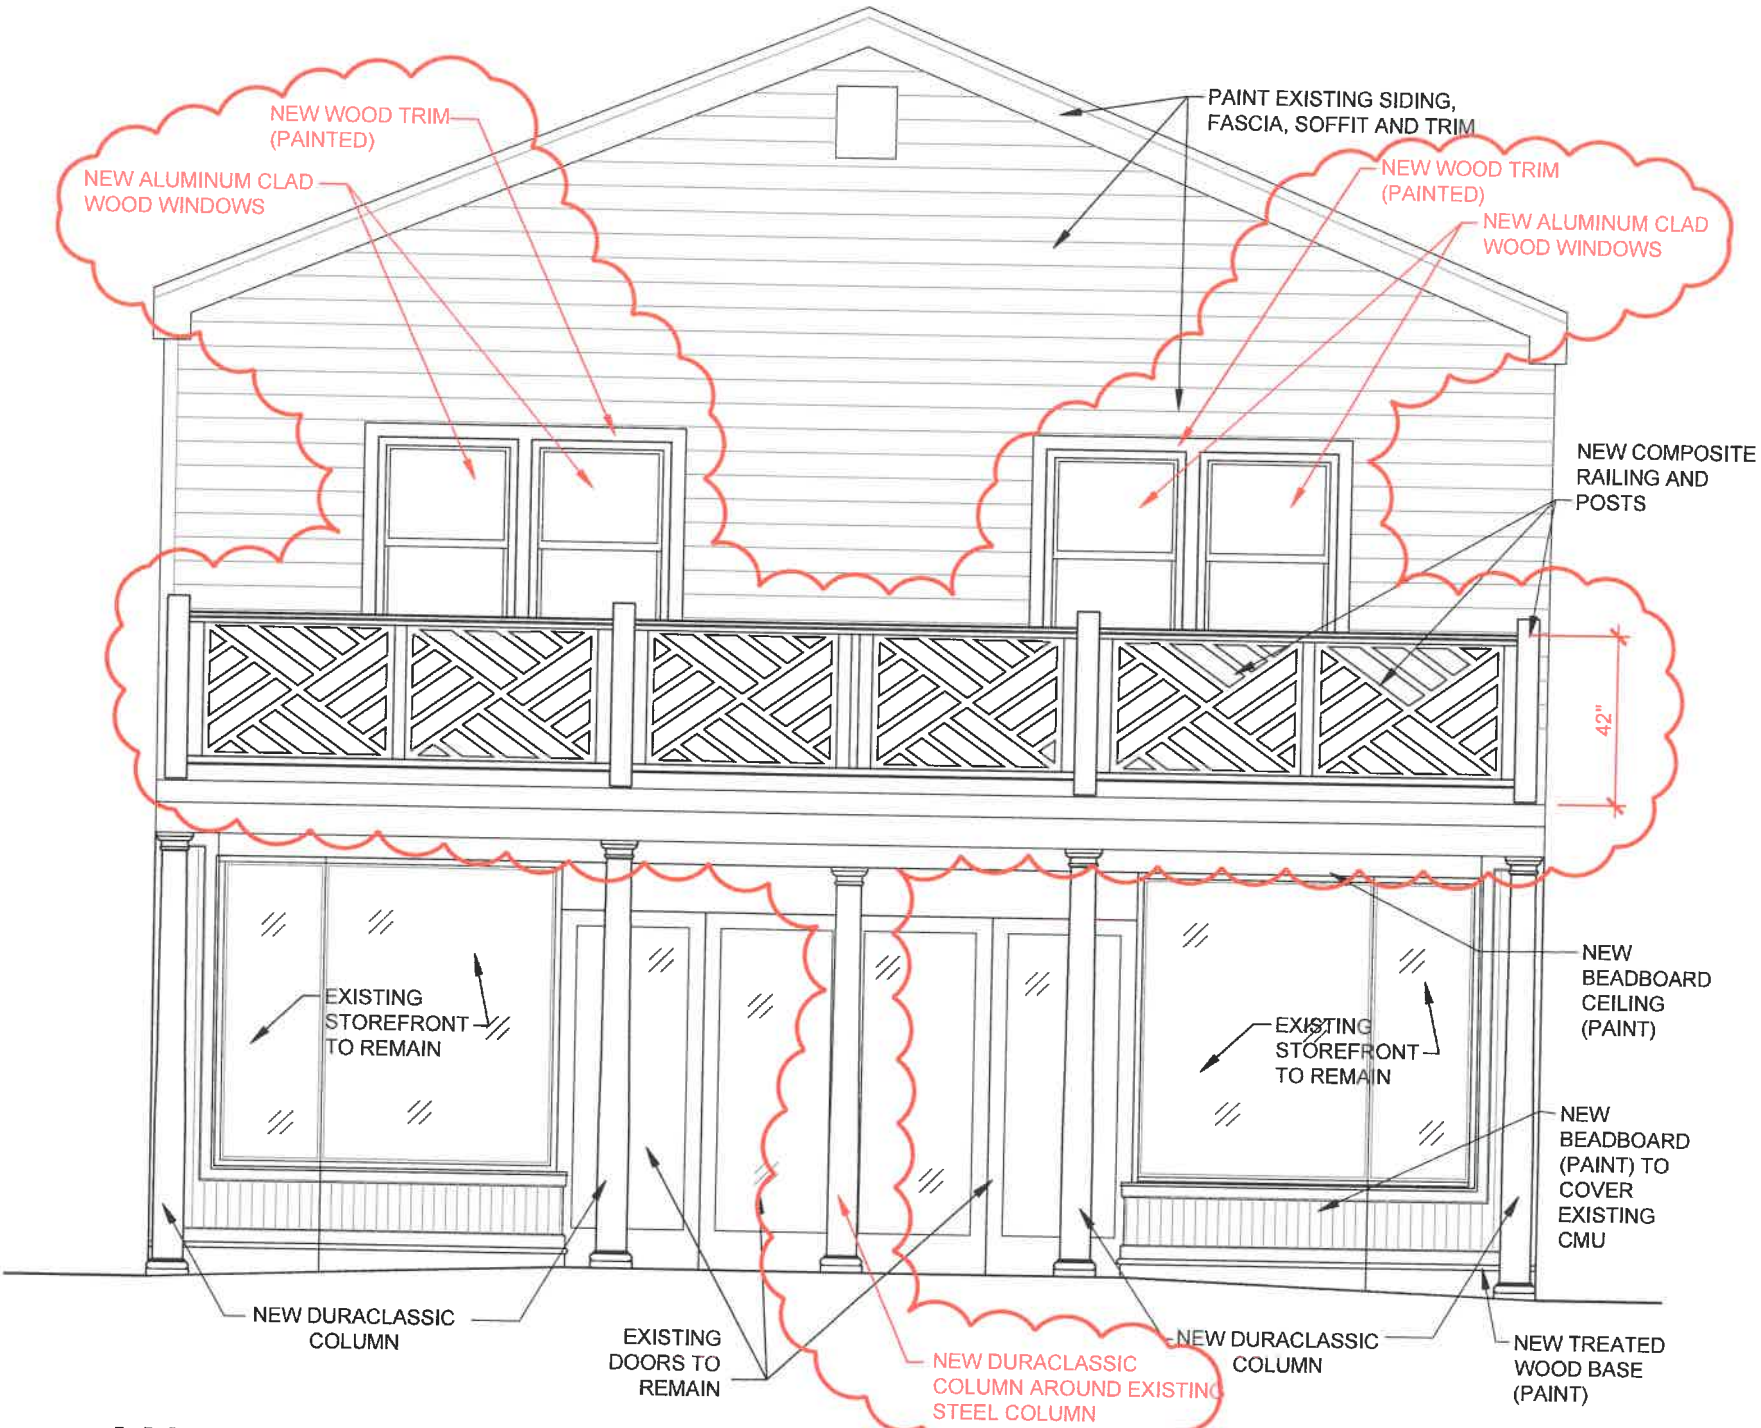 NEW WOOD TRIM
(PAINTED)
NEW ALUMINUM CLAD
WOOD WINDOWS
PAINT EXISTING SIDING,
FASCIA, SOFFIT AND TRIM
NEW WOOD TRIM
(PAINTED)
NEW ALUMINUM CLAD
WOOD WINDOWS
NEW COMPOSITE
RAILING AND
POSTS
42"
EXISTING
STOREFRONT
TO REMAIN
EXISTING
STOREFRONT
TO REMAIN
NEW
BEADBOARD
CEILING
(PAINT)
NEW
BEADBOARD
(PAINT) TO
COVER
EXISTING
CMU
NEW DURACLASSIC
COLUMN
EXISTING
DOORS TO
REMAIN
NEW DURACLASSIC
COLUMN AROUND EXISTING
STEEL COLUMN
NEW DURACLASSIC
COLUMN
NEW TREATED
WOOD BASE
(PAINT)